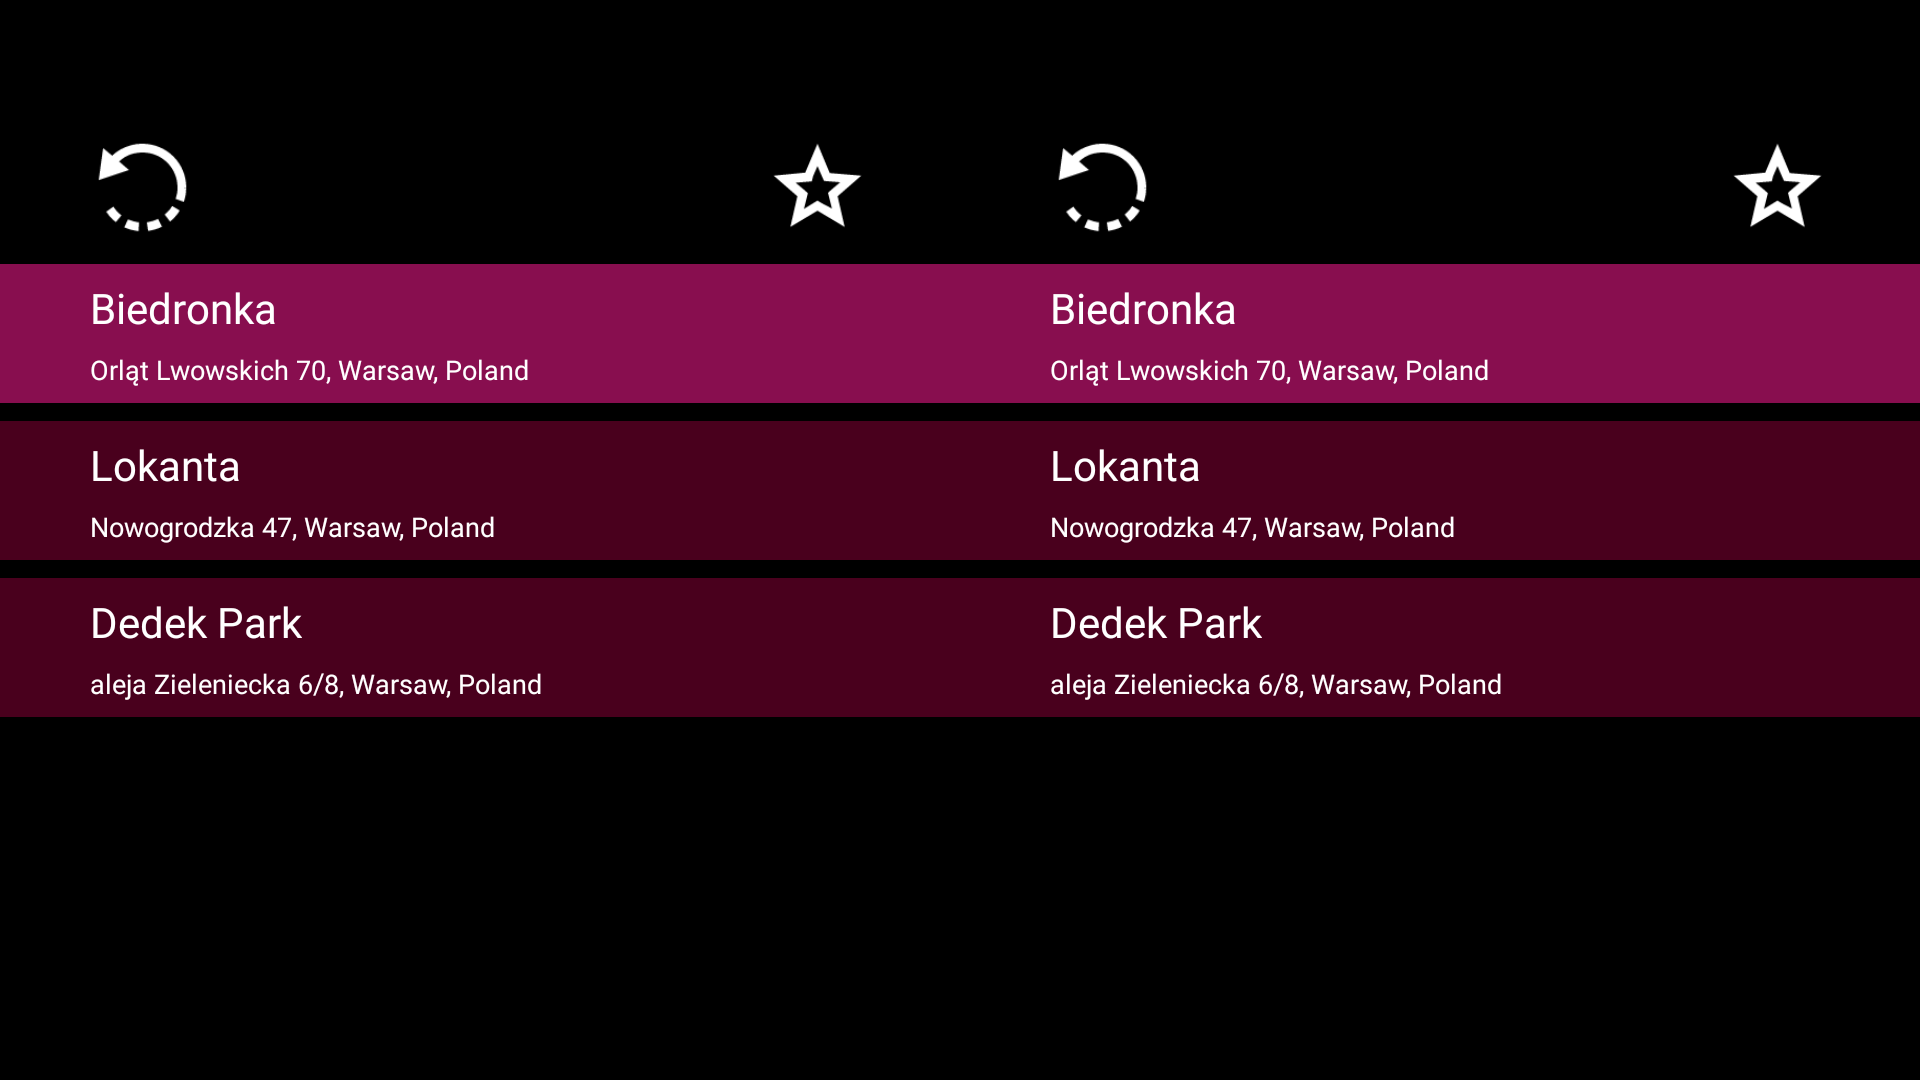 Biedronka
Orląt Lwowskich 70, Warsaw, Poland
Lokanta
Nowogrodzka 47, Warsaw, Poland
Dedek Park
aleja Zieleniecka 6/8, Warsaw, Poland
Biedronka
Orląt Lwowskich 70, Warsaw, Poland
Lokanta
Nowogrodzka 47, Warsaw, Poland
Dedek Park
aleja Zieleniecka 6/8, Warsaw, Poland